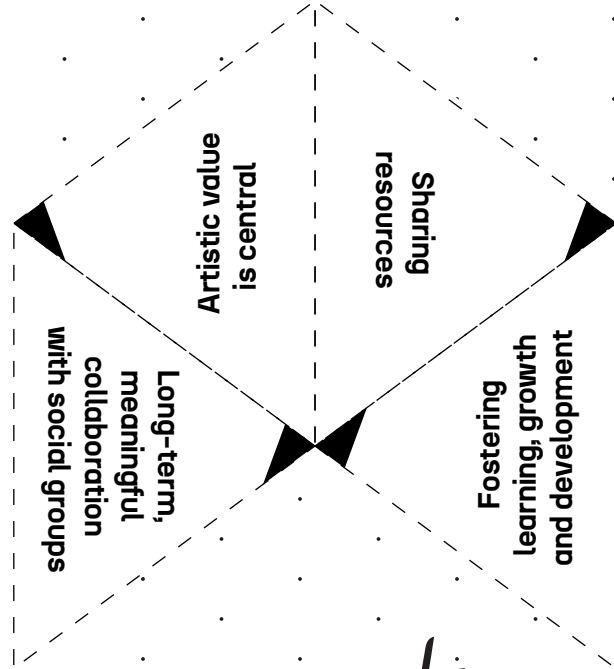 Artistic value
is central
Sharing
resources
Long-term,
meaningful
collaboration
with social groups
Fostering
learning, growth
and development